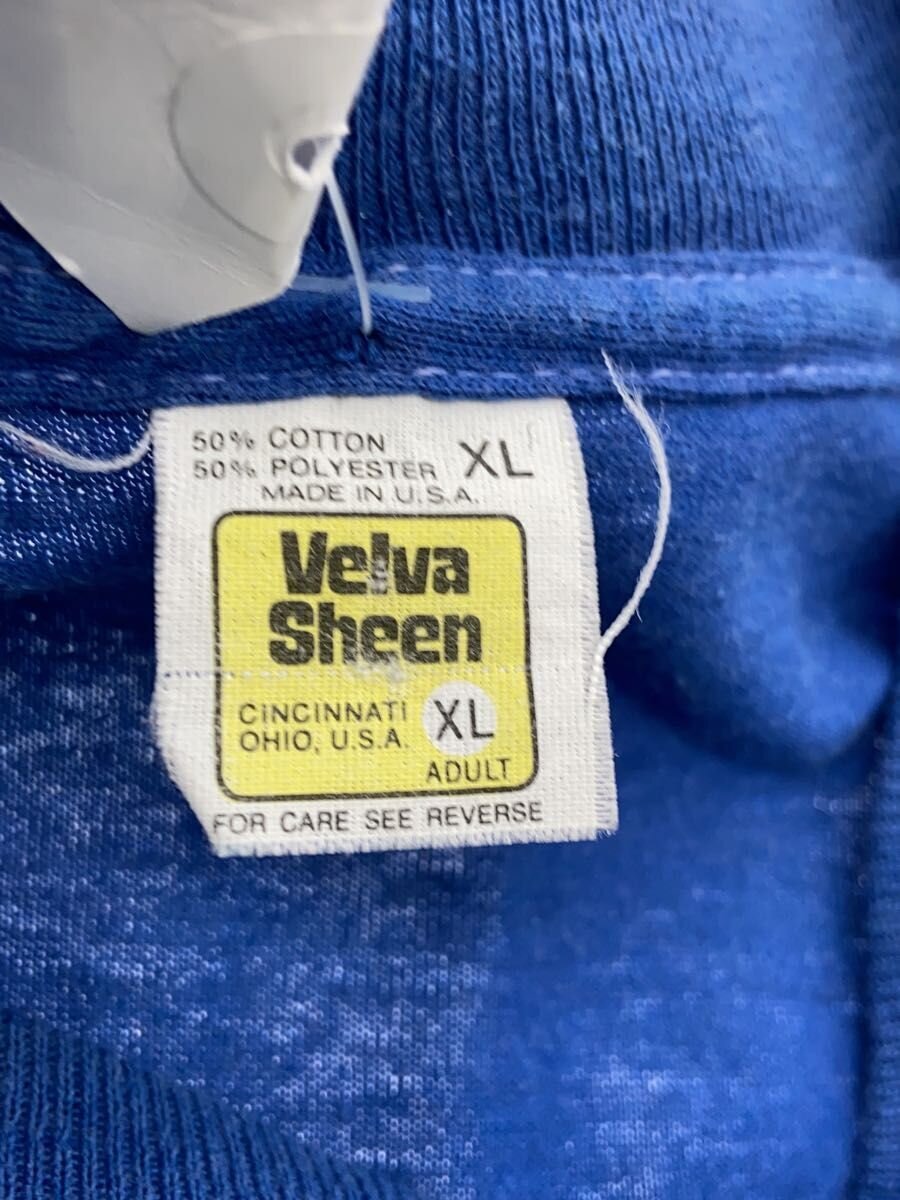 50% COTTON
50% POLYESTER XL
MADE IN U.S.A.
Velva
Sheen
CINCINNATI XL
OHIO, U.S.A.
ADULT
FOR CARE SEE REVERSE